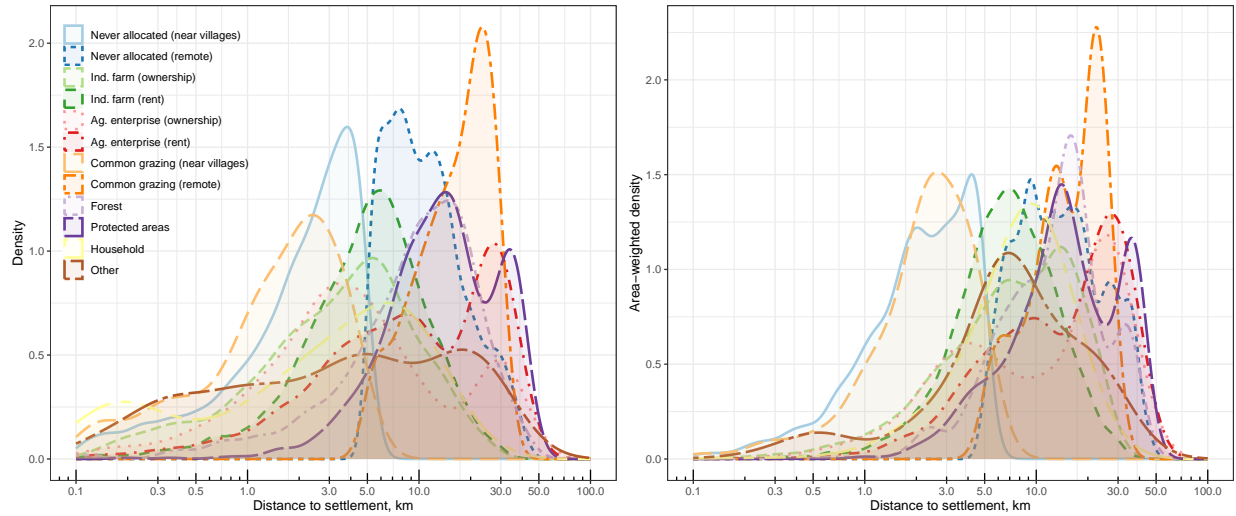 2.0
1.5
1.0
0.5
0.0
Density
Never allocated (near villages)
Never allocated (remote)
Ind. farm (ownership)
Ind. farm (rent)
Ag. enterprise (ownership)
Ag. enterprise (rent)
Common grazing (near villages)
Common grazing (remote)
Forest
Protected areas
Household
Other
0.1 0.3 0.5 1.0 3.0 5.0 10.0 30.0 50.0 100.0
Distance to settlement, km
2.0
1.5
1.0
0.5
0.0
Area−weighted density
0.1 0.3 0.5 1.0 3.0 5.0 10.0 30.0 50.0 100.0
Distance to settlement, km